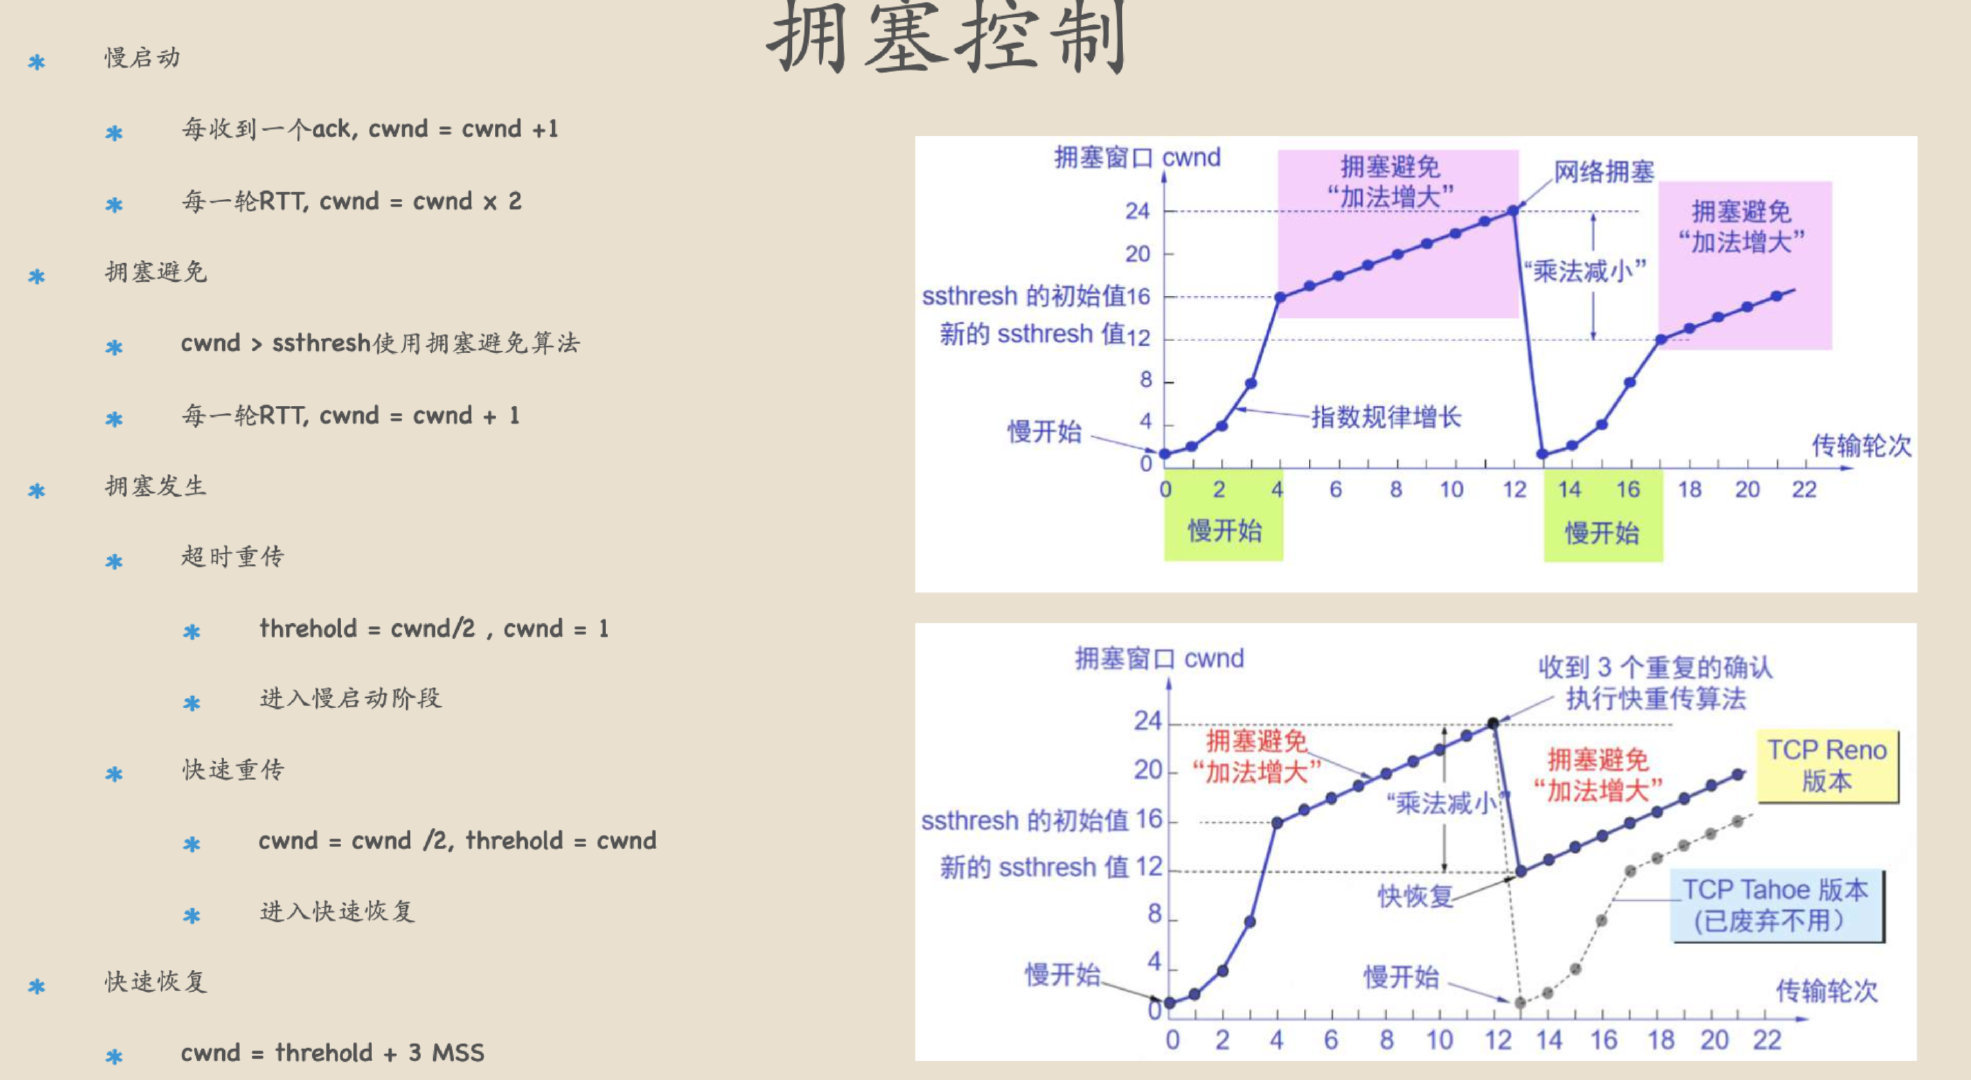 拥塞控制
慢启动
每收到一个ack, cwnd = cwnd +1
每一轮RTT, cwnd = cwnd x 2
拥塞避免
cwnd > ssthresh使用拥塞避免算法
每一轮RTT, cwnd = cwnd + 1
拥塞发生
超时重传
threhold = cwnd/2 , cwnd = 1
进入慢启动阶段
快速重传
cwnd = cwnd /2, threhold = cwnd
进入快速恢复
快速恢复
cwnd = threhold + 3 MSS
拥塞窗口 cwnd
拥塞避免
“加法增大”
网络拥塞
拥塞避免
“加法增大”
24
20
“乘法减小”
ssthresh 的初始值16
新的 ssthresh 值12
8
4
0
慢开始
指数规律增长
传输轮次
0 2 4 6 8 10 12 14 16 18 20 22
慢开始
慢开始
拥塞窗口 cwnd
收到 3 个重复的确认
执行快重传算法
24
20
拥塞避免
“加法增大”
拥塞避免
“加法增大”
TCP Reno
版本
“乘法减小”
ssthresh 的初始值 16
新的 ssthresh 值 12
8
4
0
快恢复
TCP Tahoe 版本
(已废弃不用）
慢开始
慢开始
传输轮次
0 2 4 6 8 10 12 14 16 18 20 22